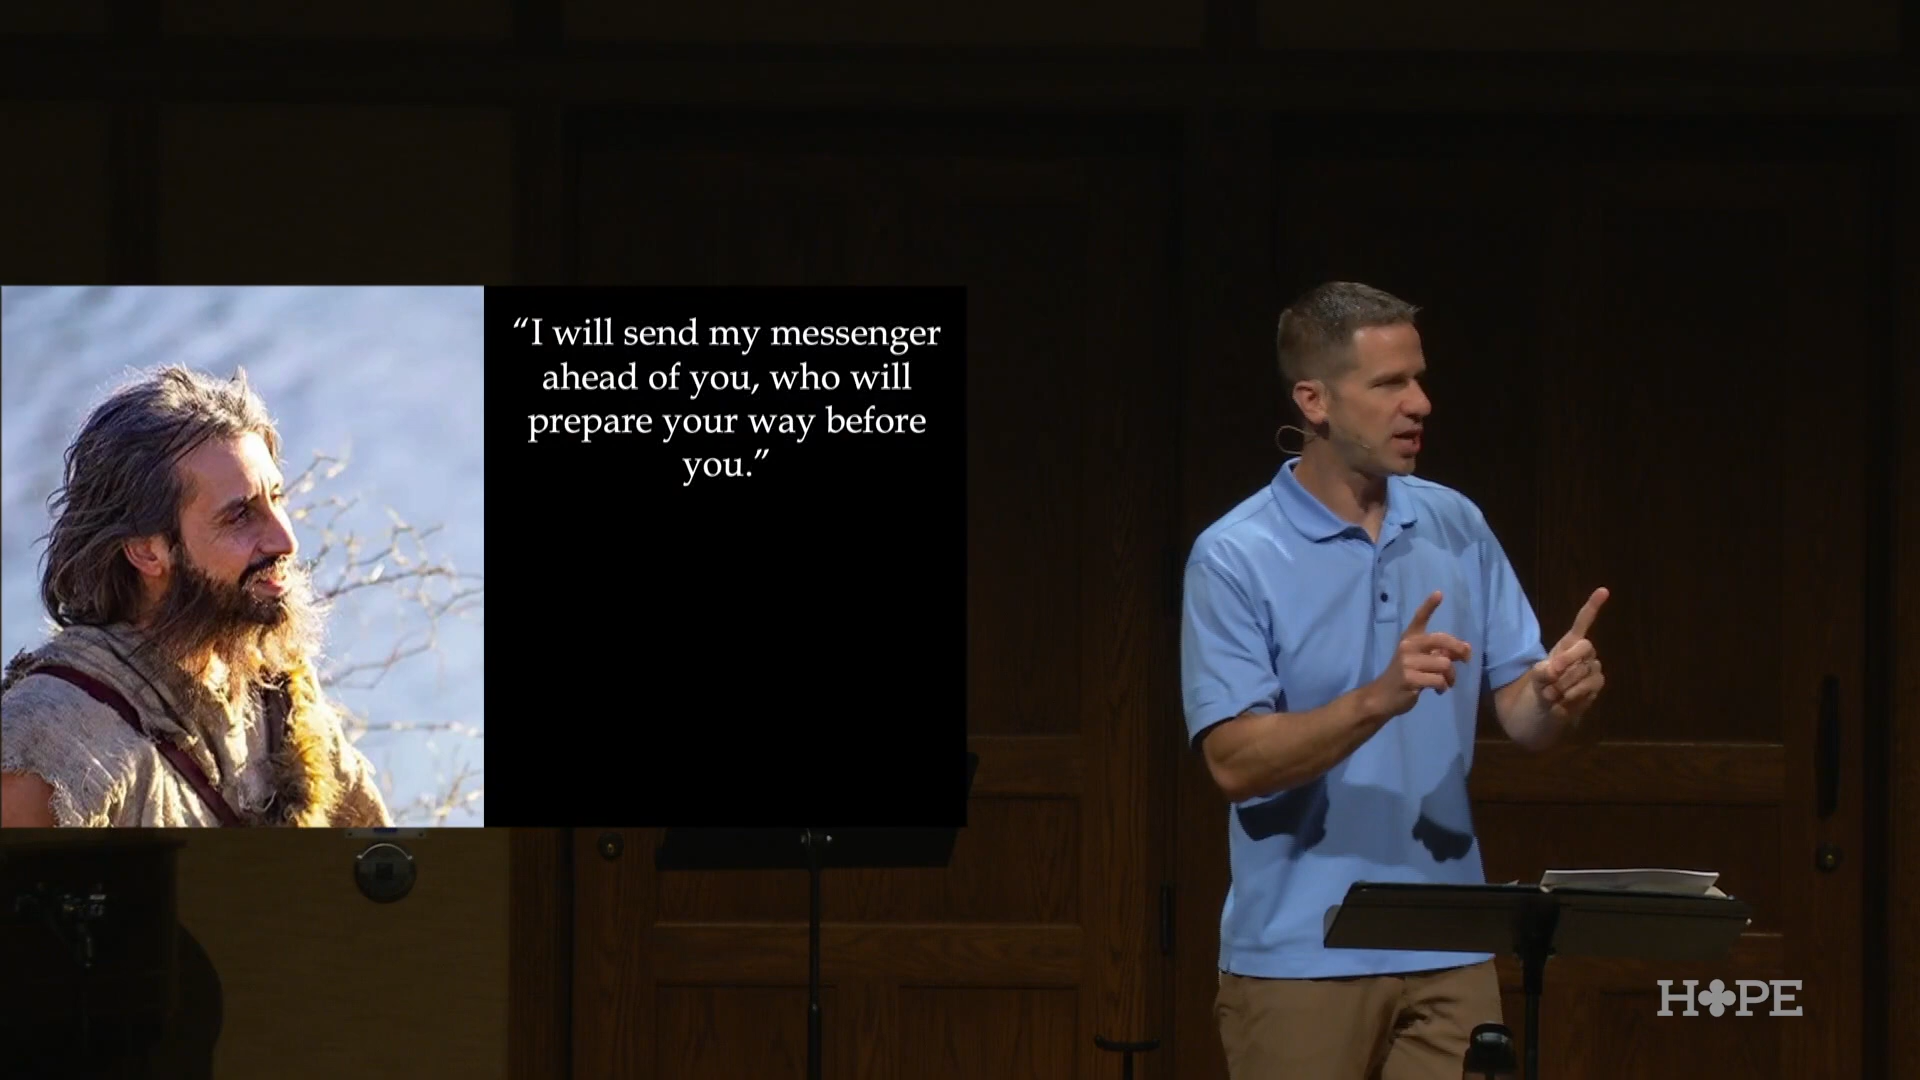 “I will send my messenger
ahead of you, who will
prepare your way before
you.”
HOPE